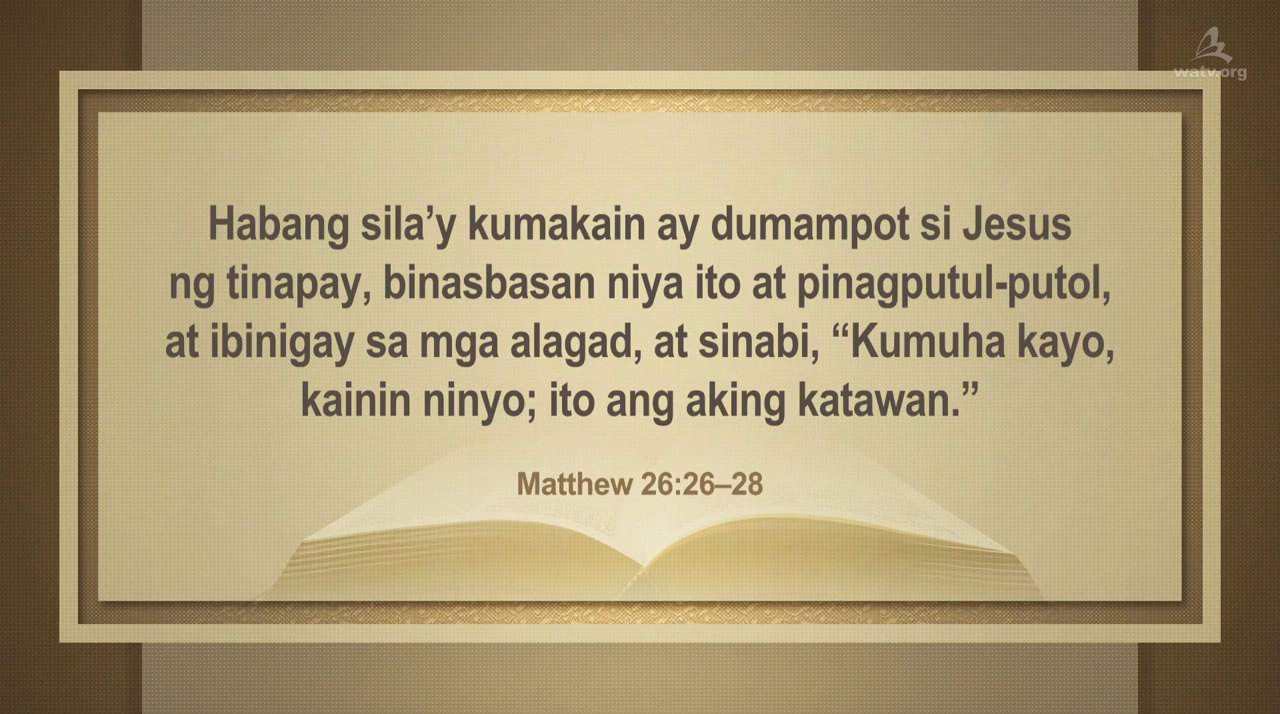 watv.org
Habang sila’y kumakain ay dumampot si Jesus
ng tinapay, binasbasan niya ito at pinagputul-putol,
at ibinigay sa mga alagad, at sinabi, “Kumuha kayo,
kainin ninyo; ito ang aking katawan.”
Matthew 26:26–28